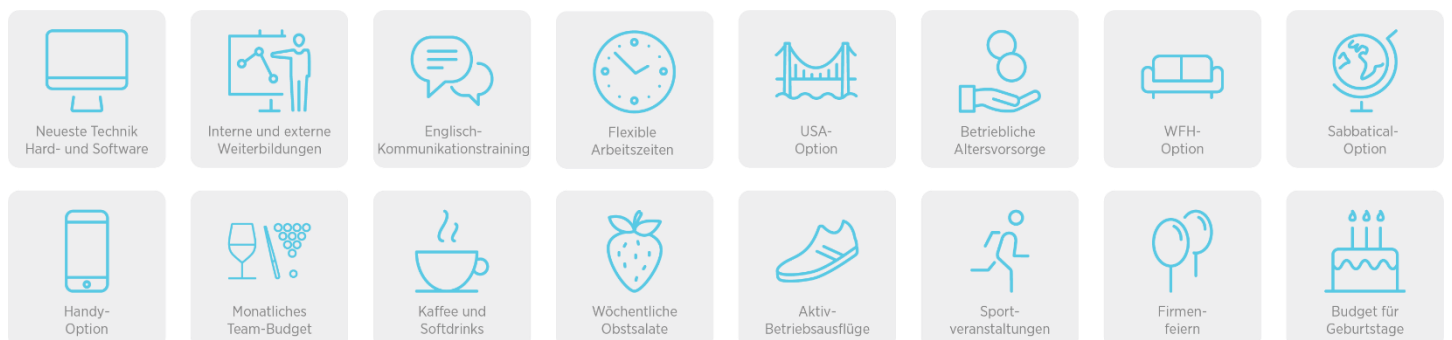 Neueste Technik
Hard- und Software
Interne und externe
Weiterbildungen
Englisch-
Kommunikationstraining
Flexible
Arbeitszeiten
USA-
Option
Betriebliche
Altersvorsorge
WFH-
Option
Sabbatical-
Option
Handy-
Option
Monatliches
Team-Budget
Kaffee und
Softdrinks
Wöchentliche
Obstsalate
Aktiv-
Betriebsausflüge
Sport-
veranstaltungen
Firmen-
feiern
Budget für
Geburtstage